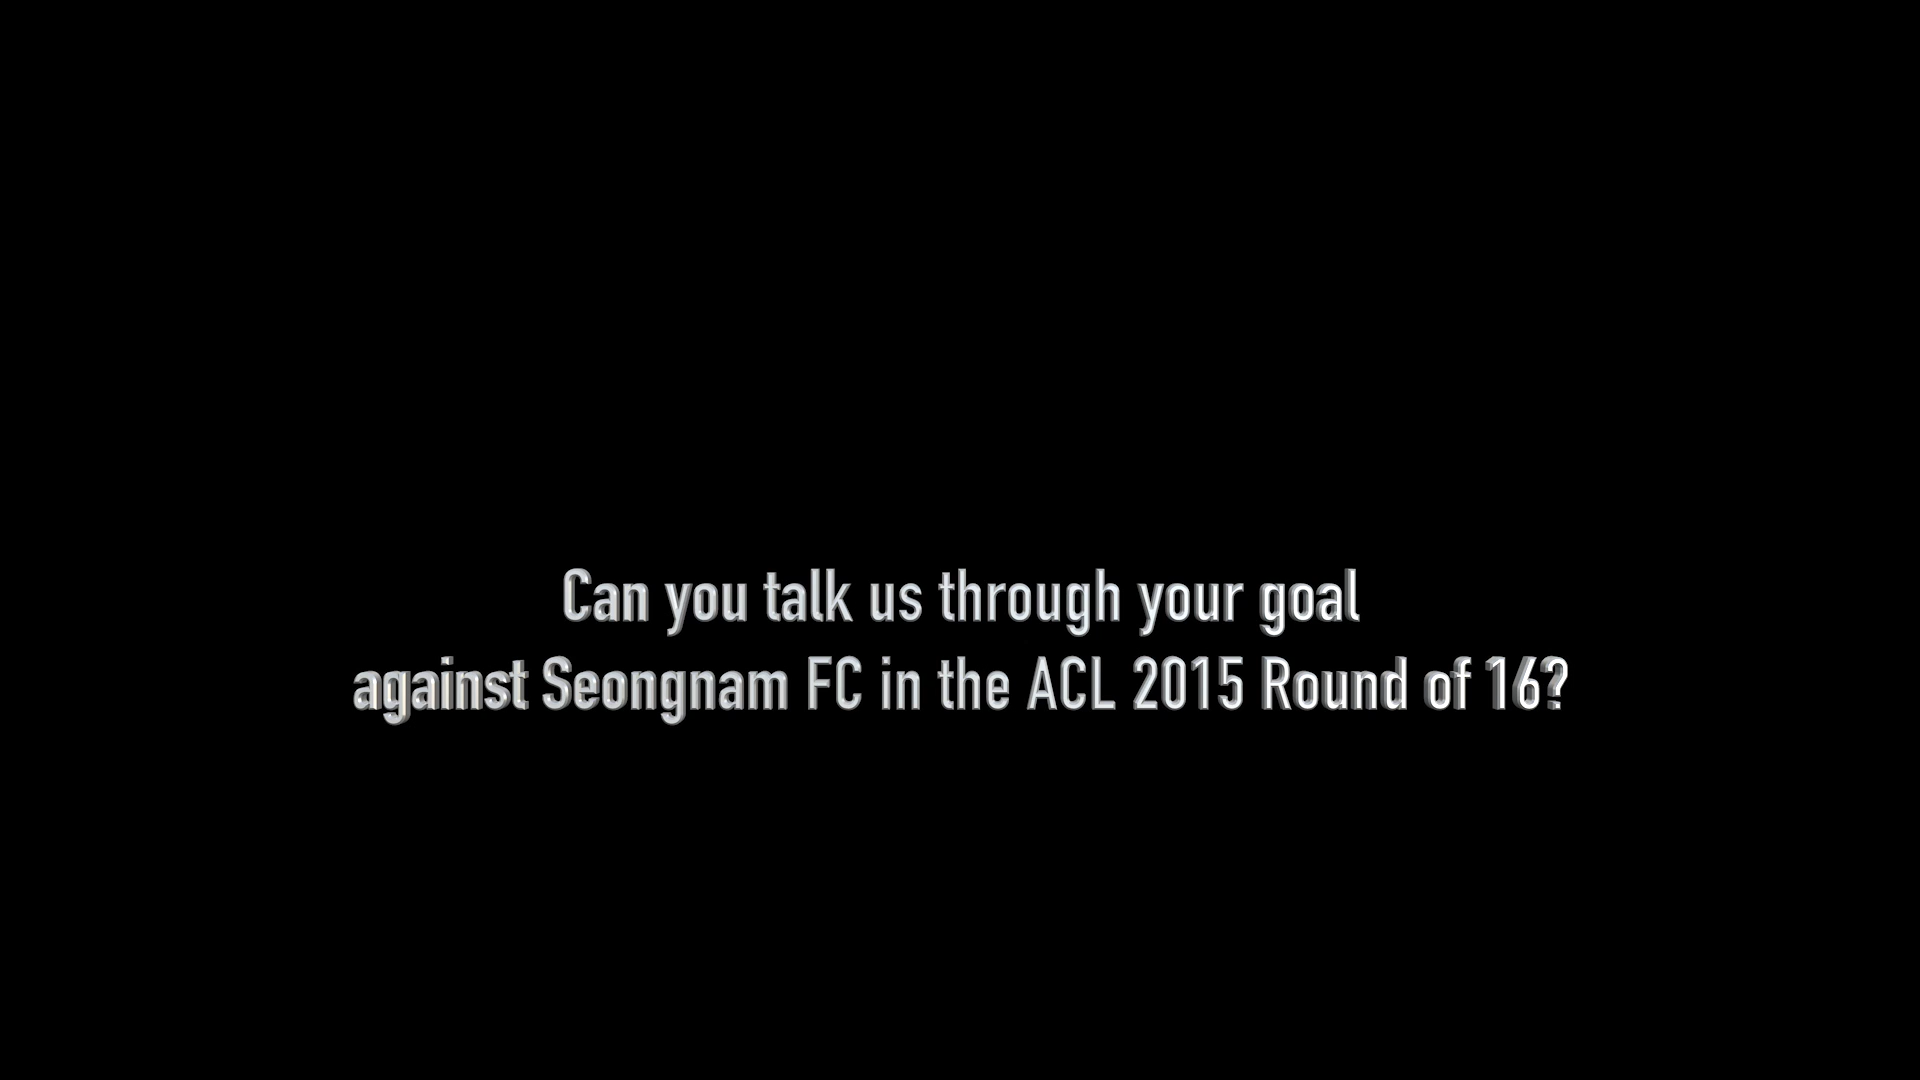 Can you talk us through your goal
against Seongnam FC in the ACL 2015 Round of 16?